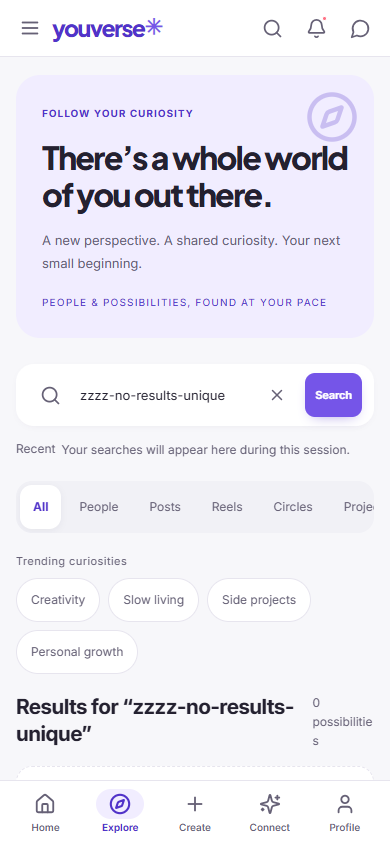 youverse
FOLLOW YOUR CURIOSITY
There's a whole world
of you out there.
A new perspective. A shared curiosity. Your next
small beginning.
PEOPLE & POSSIBILITIES, FOUND AT YOUR PACE
zzzz-no-results-unique
Search
Recent Your searches will appear here during this session.
All People Posts Reels Circles Proje
Trending curiosities
Creativity Slow living Side projects
Personal growth
Results for “zzzz-no-results-
unique”
0
possibilitie
s
Home Explore Create Connect Profile